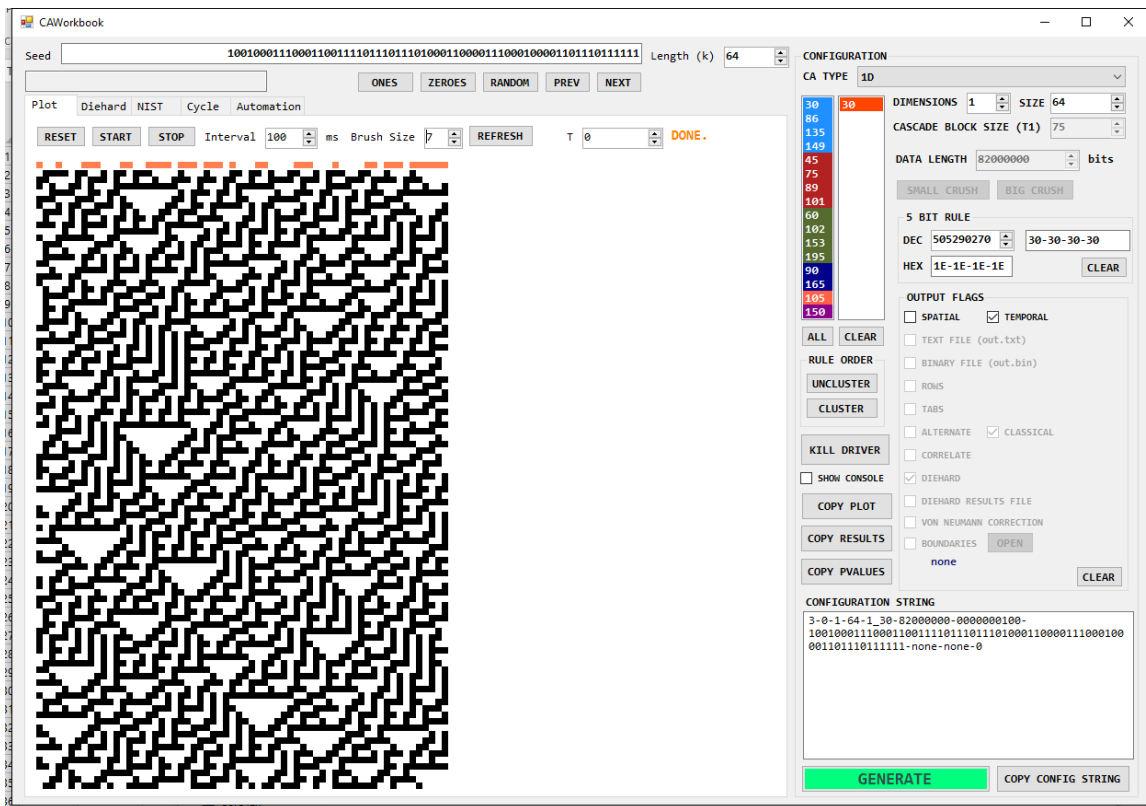 CAWorkbook
Seed 1001000111000110011110111011101000110000111000100001101110111111 Length (k) 64
ONES ZEROES RANDOM PREV NEXT
Plot Diehard NIST Cycle Automation
RESET START STOP Interval 100 ms Brush Size 7 REFRESH T 0 DONE.
CONFIGURATION
CA TYPE 1D
30
86
135
149
45
75
89
101
60
102
153
195
90
165
105
150
30
ALL CLEAR
RULE ORDER
UNCLUSTER
CLUSTER
KILL DRIVER
SHOW CONSOLE
COPY PLOT
COPY RESULTS
COPY PVALUES
DIMENSIONS 1 SIZE 64
CASCADE BLOCK SIZE (T1) 75
DATA LENGTH 82000000 bits
SMALL CRUSH BIG CRUSH
5 BIT RULE
DEC 505290270 30-30-30-30
HEX 1E-1E-1E-1E CLEAR
OUTPUT FLAGS
SPATIAL TEMPORAL
TEXT FILE (out.txt)
BINARY FILE (out.bin)
ROWS
TABS
ALTERNATE CLASSICAL
CORRELATE
DIEHARD
DIEHARD RESULTS FILE
VON NEUMANN CORRECTION
BOUNDARIES OPEN
none
CLEAR
CONFIGURATION STRING
3-0-1-64-1_30-82000000-0000000100-
100100011100011001111011101110100011000011100010
0001101110111111-none-none-0
GENERATE COPY CONFIG STRING